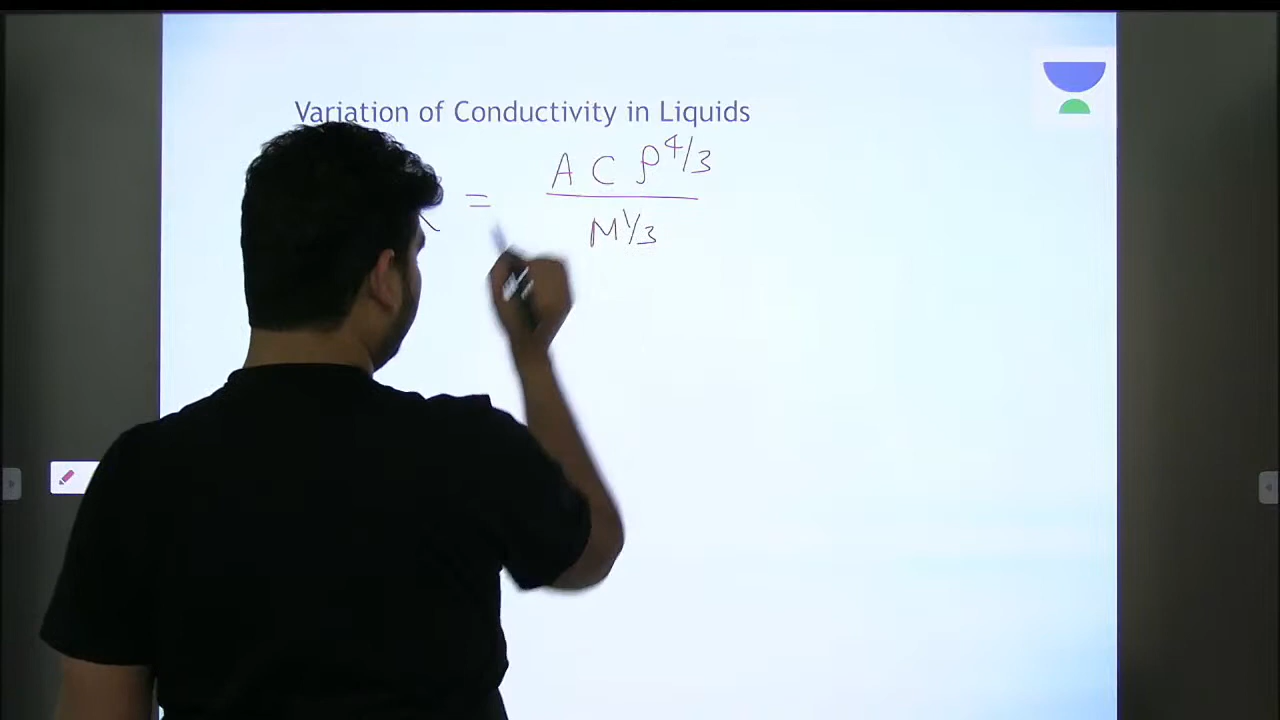 Variation of Conductivity in Liquids
= A C ρ^4/3
M^1/3